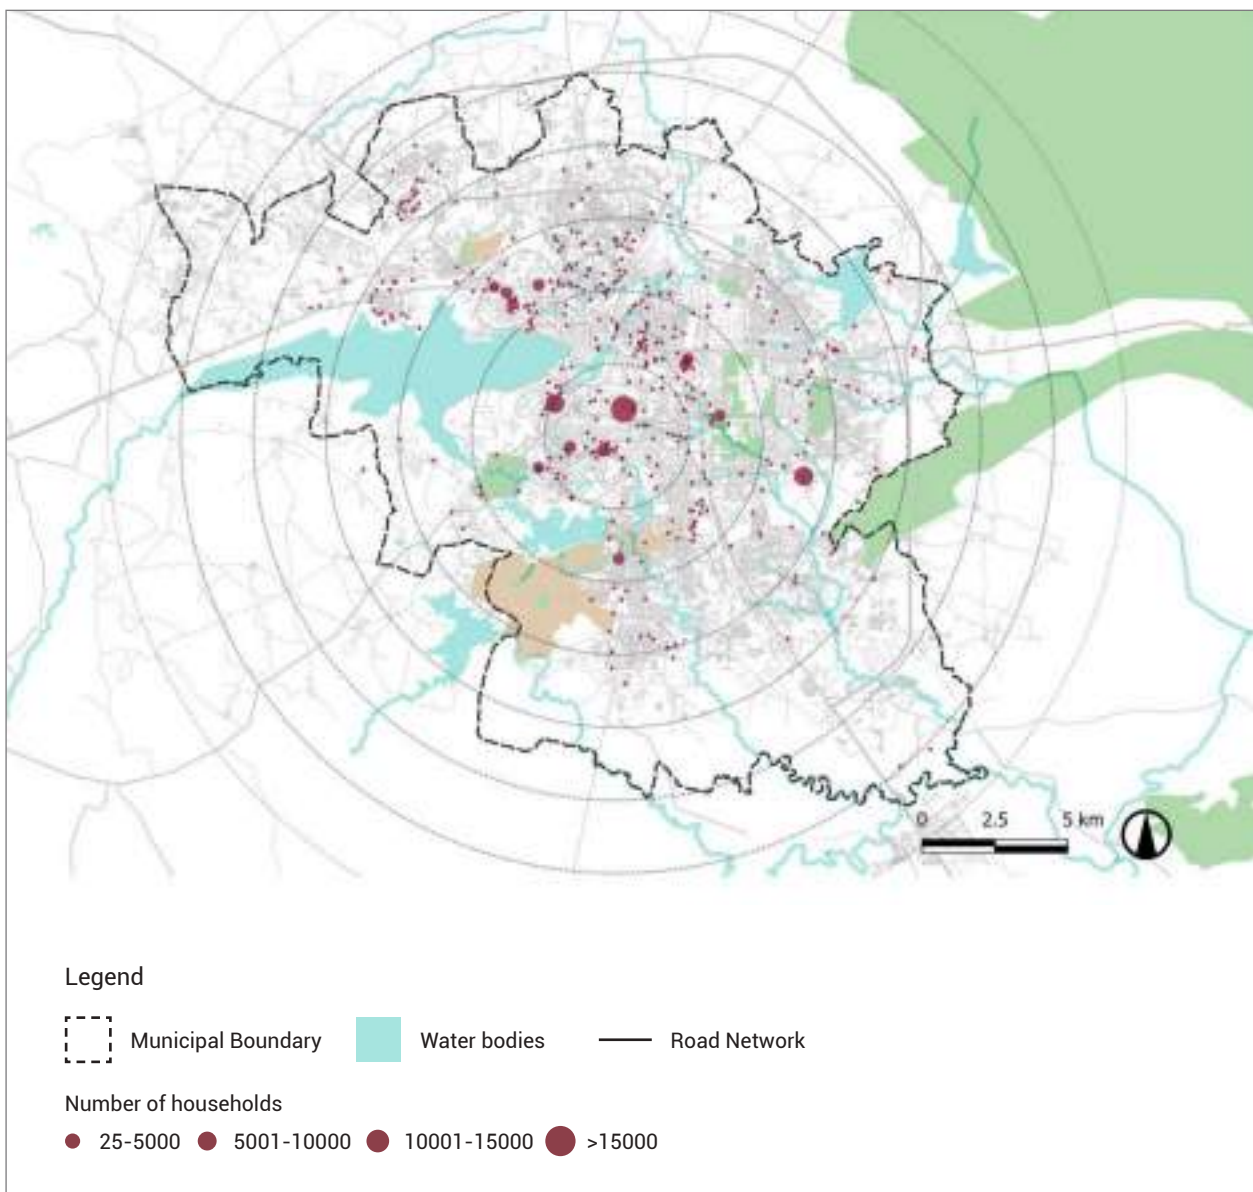 0 2.5 5 km
Legend
Municipal Boundary Water bodies Road Network
Number of households
25-5000 5001-10000 10001-15000 >15000